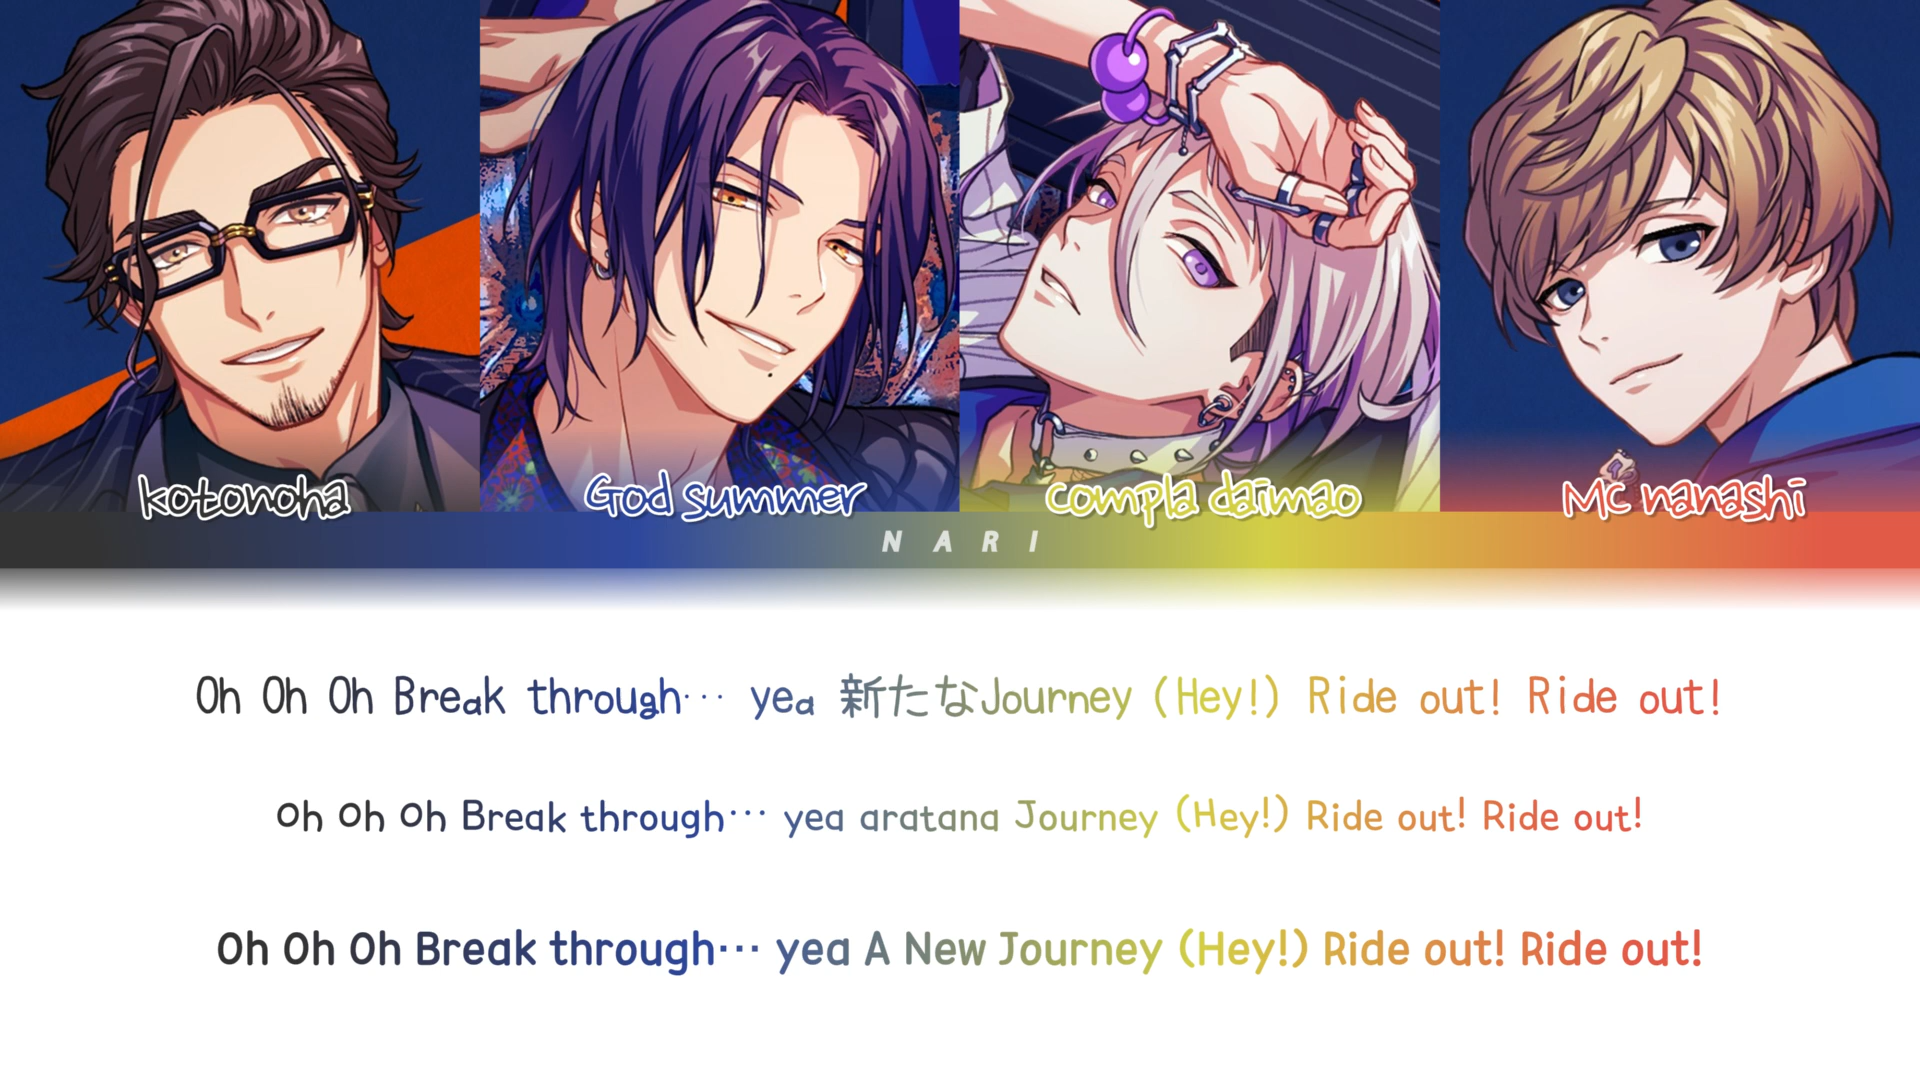 kotonoha
God summer
compla daimao
Mc nanashi
NARI
Oh Oh Oh Break through… yea 新たなJourney (Hey!) Ride out! Ride out!
Oh Oh Oh Break through… yea aratana Journey (Hey!) Ride out! Ride out!
Oh Oh Oh Break through… yea A New Journey (Hey!) Ride out! Ride out!